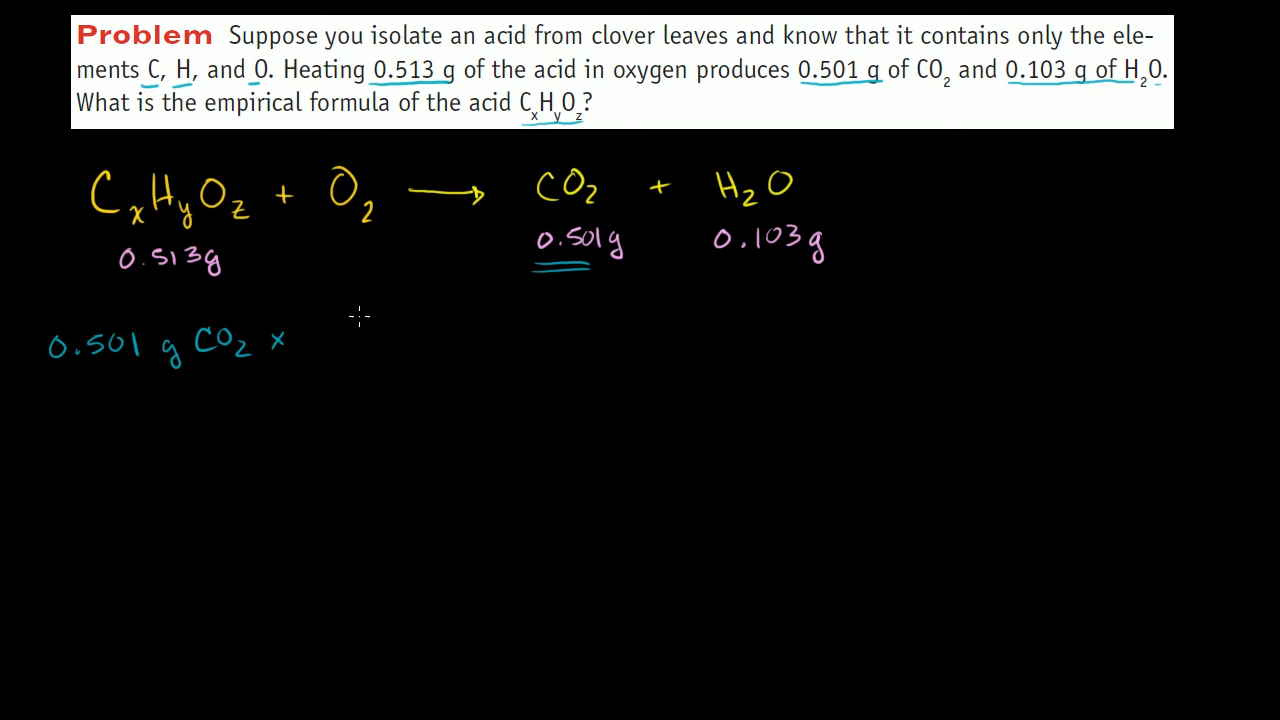 Problem Suppose you isolate an acid from clover leaves and know that it contains only the ele-
ments C, H, and O. Heating 0.513 g of the acid in oxygen produces 0.501 g of CO₂ and 0.103 g of H₂O.
What is the empirical formula of the acid CₓHᵧO_z?
CₓHᵧO_z + O₂ → CO₂ + H₂O
0.513g 0.501g 0.103g
0.501 g CO₂ ×